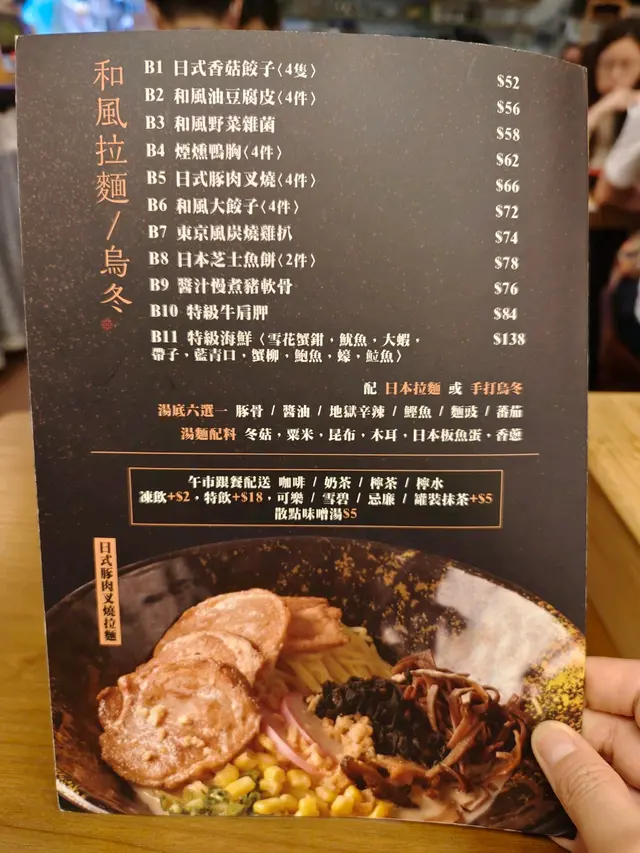 和風拉麵/烏冬
B1 日式香菇餃子〈4隻〉 $52
B2 和風油豆腐皮〈4件〉 $56
B3 和風野菜雜菌 $58
B4 煙燻鴨胸〈4件〉 $62
B5 日式豚肉叉燒〈4件〉 $66
B6 和風大餃子〈4件〉 $72
B7 東京風炭燒雞扒 $74
B8 日本芝士魚餅〈2件〉 $78
B9 醬汁慢煮豬軟骨 $76
B10 特級牛肩胛 $84
B11 特級海鮮〈雪花蟹鉗，魷魚，大蝦， $138
帶子，藍青口，蟹柳，鮑魚，蠔，魵魚〉
配 日本拉麵 或 手打烏冬
湯底六選一 豚骨 / 醬油 / 地獄辛辣 / 鰹魚 / 麵豉 / 蕃茄
湯麵配料 冬菇，粟米，昆布，木耳，日本板魚蛋，香蔥
午市跟餐配送 咖啡 / 奶茶 / 檸茶 / 檸水
凍飲+$2，特飲+$18，可樂 / 雪碧 / 忌廉 / 罐裝抹茶+$5
散點味噌湯$5
日式豚肉叉燒拉麵